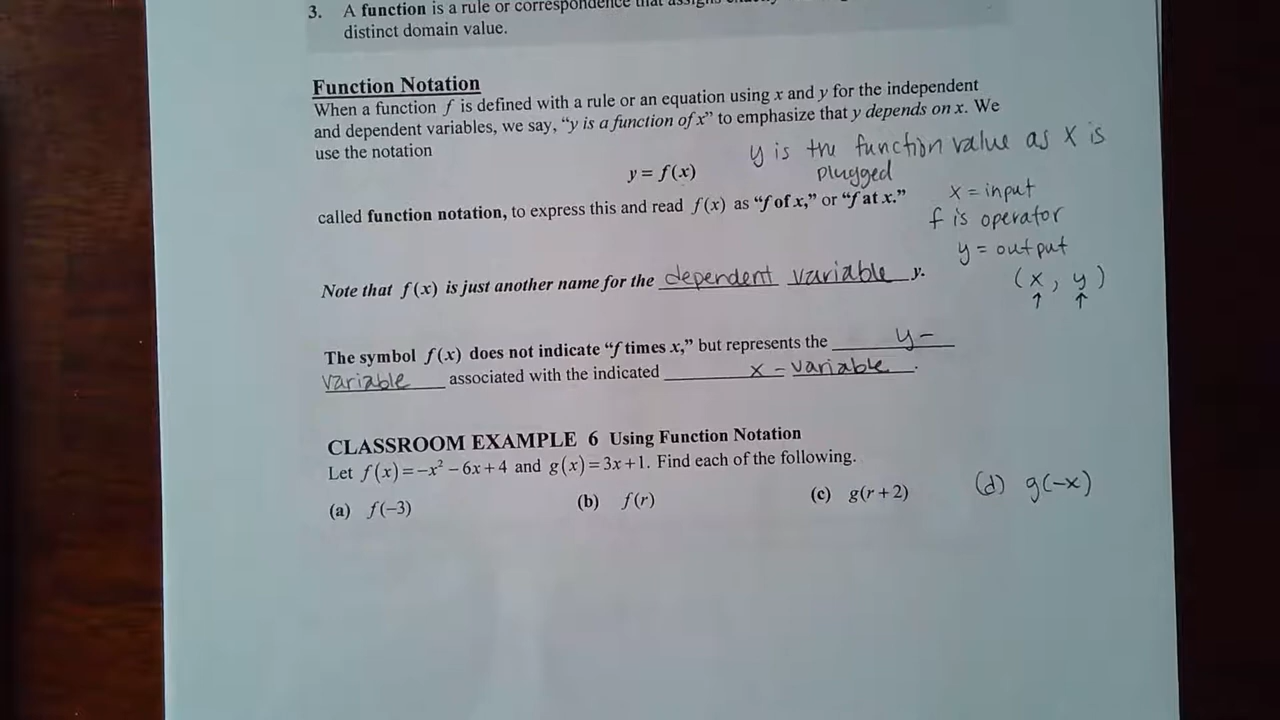 3. A function is a rule or correspondence that assigns
distinct domain value.
Function Notation
When a function f is defined with a rule or an equation using x and y for the independent
and dependent variables, we say, “y is a function of x” to emphasize that y depends on x. We
use the notation
y is the function value as x is
plugged
y = f(x)
called function notation, to express this and read f(x) as “f of x,” or “f at x.”
x = input
f is operator
y = output
(x, y)
↑ ↑
Note that f(x) is just another name for the dependent variable y.
The symbol f(x) does not indicate “f times x,” but represents the y-
variable associated with the indicated x - variable.
CLASSROOM EXAMPLE 6 Using Function Notation
Let f(x)=−x²−6x+4 and g(x)=3x+1. Find each of the following.
(a) f(−3) (b) f(r) (c) g(r+2) (d) g(-x)